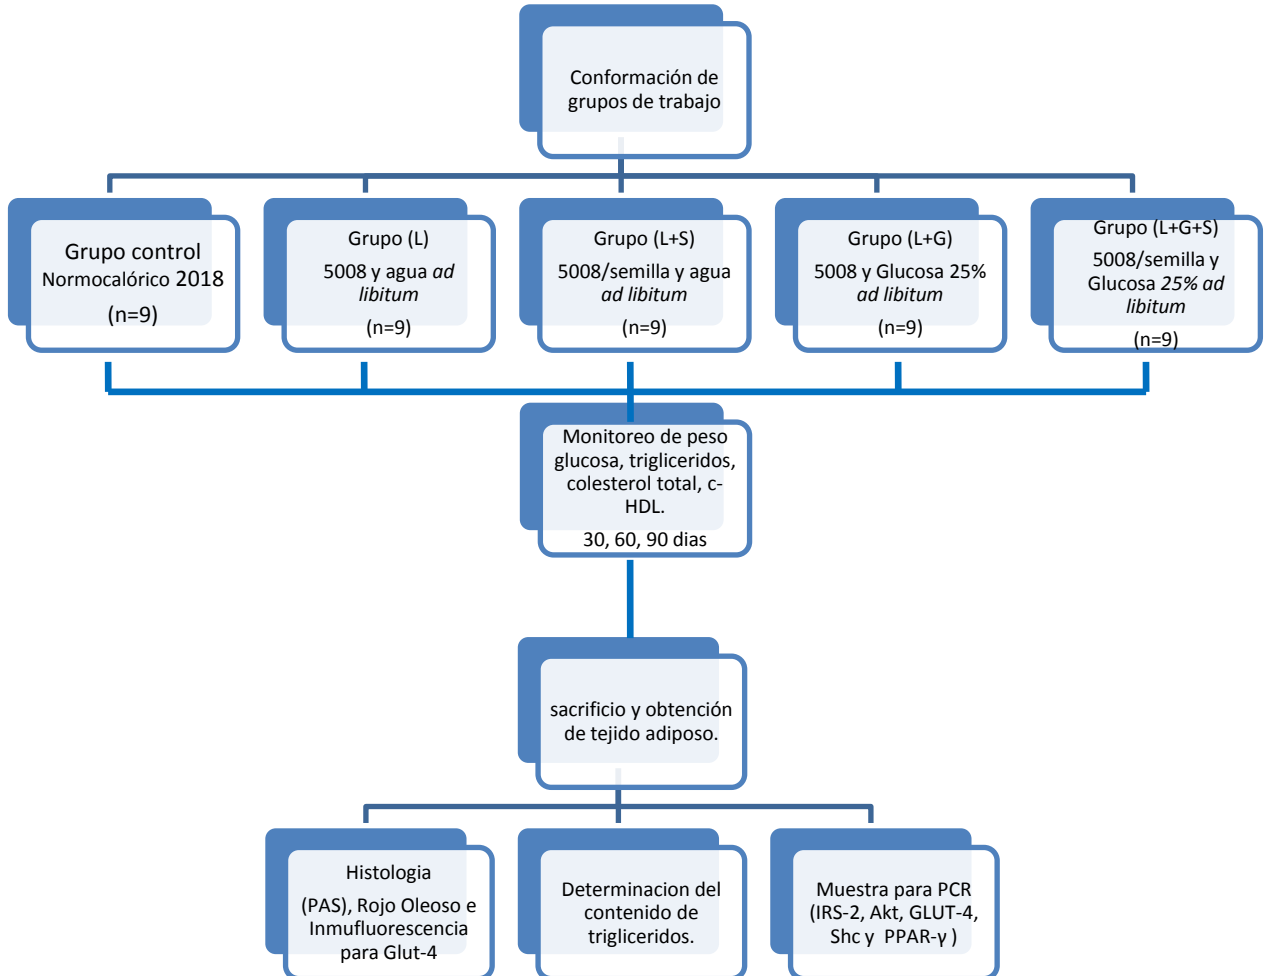 Conformación de
grupos de trabajo
Grupo control
Normocalórico 2018
(n=9)
Grupo (L)
5008 y agua ad
libitum
(n=9)
Grupo (L+S)
5008/semilla y agua
ad libitum
(n=9)
Grupo (L+G)
5008 y Glucosa 25%
ad libitum
(n=9)
Grupo (L+G+S)
5008/semilla y
Glucosa 25% ad
libitum
(n=9)
Monitoreo de peso
glucosa, trigliceridos,
colesterol total, c-
HDL.
30, 60, 90 dias
sacrificio y obtención
de tejido adiposo.
Histologia
(PAS), Rojo Oleoso e
Inmufluorescencia
para Glut-4
Determinacion del
contenido de
trigliceridos.
Muestra para PCR
(IRS-2, Akt, GLUT-4,
Shc y PPAR-γ )